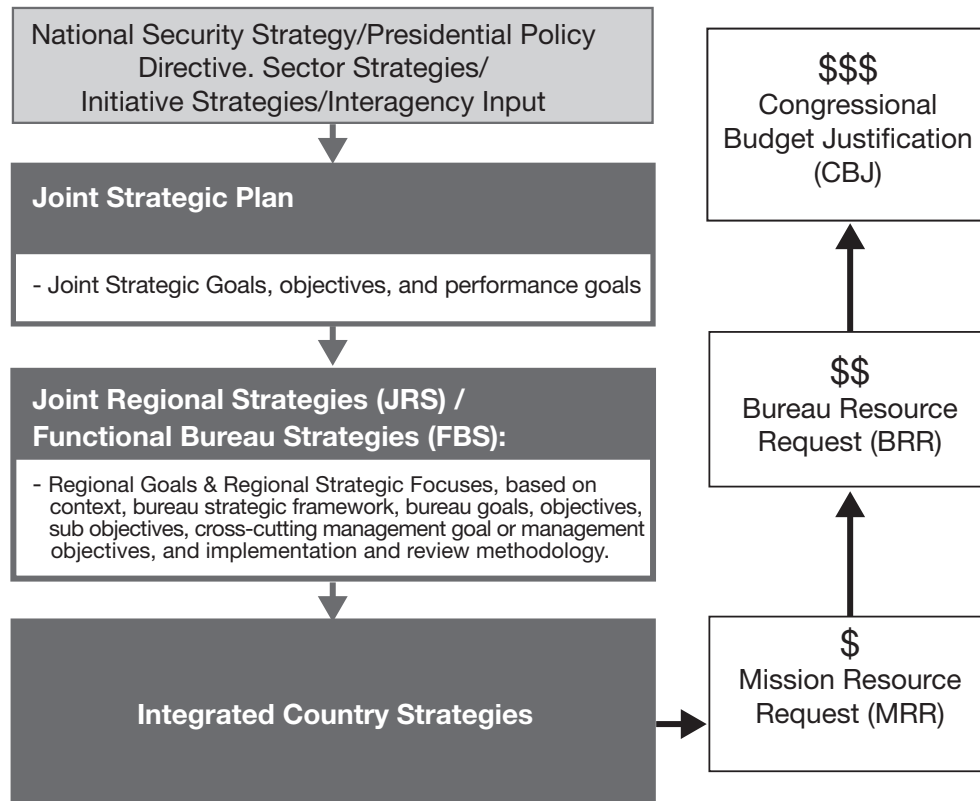 National Security Strategy/Presidential Policy
Directive. Sector Strategies/
Initiative Strategies/Interagency Input
Joint Strategic Plan
- Joint Strategic Goals, objectives, and performance goals
Joint Regional Strategies (JRS) /
Functional Bureau Strategies (FBS):
- Regional Goals & Regional Strategic Focuses, based on
context, bureau strategic framework, bureau goals, objectives,
sub objectives, cross-cutting management goal or management
objectives, and implementation and review methodology.
Integrated Country Strategies
$$$
Congressional
Budget Justification
(CBJ)
$$
Bureau Resource
Request (BRR)
$
Mission Resource
Request (MRR)